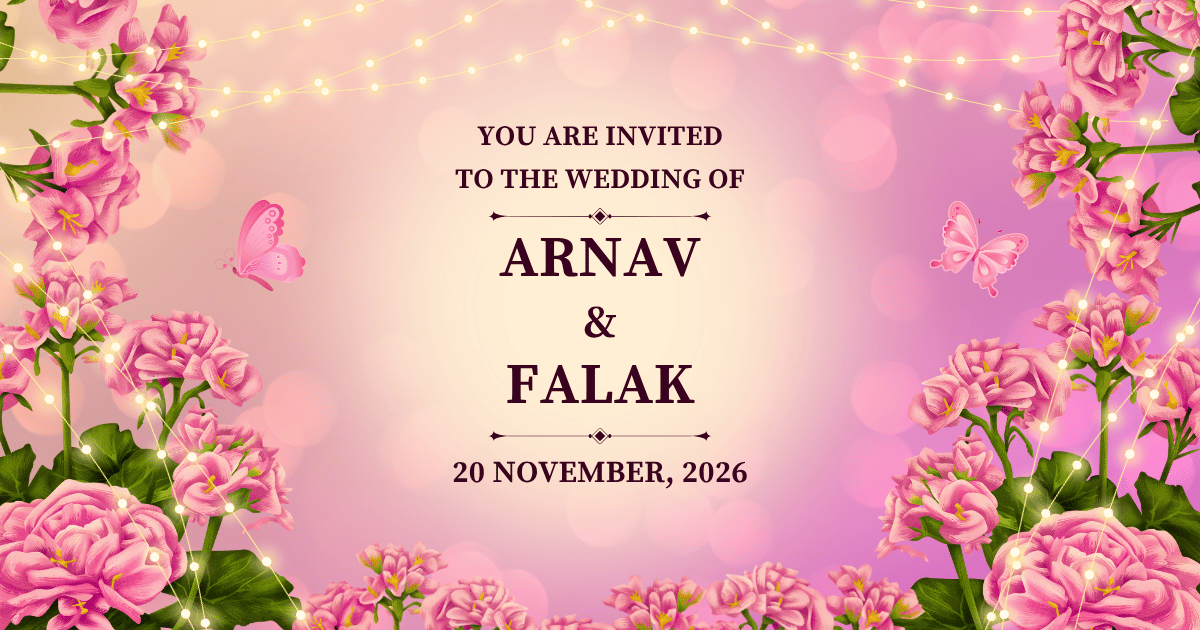 YOU ARE INVITED
TO THE WEDDING OF
ARNAV
&
FALAK
20 NOVEMBER, 2026